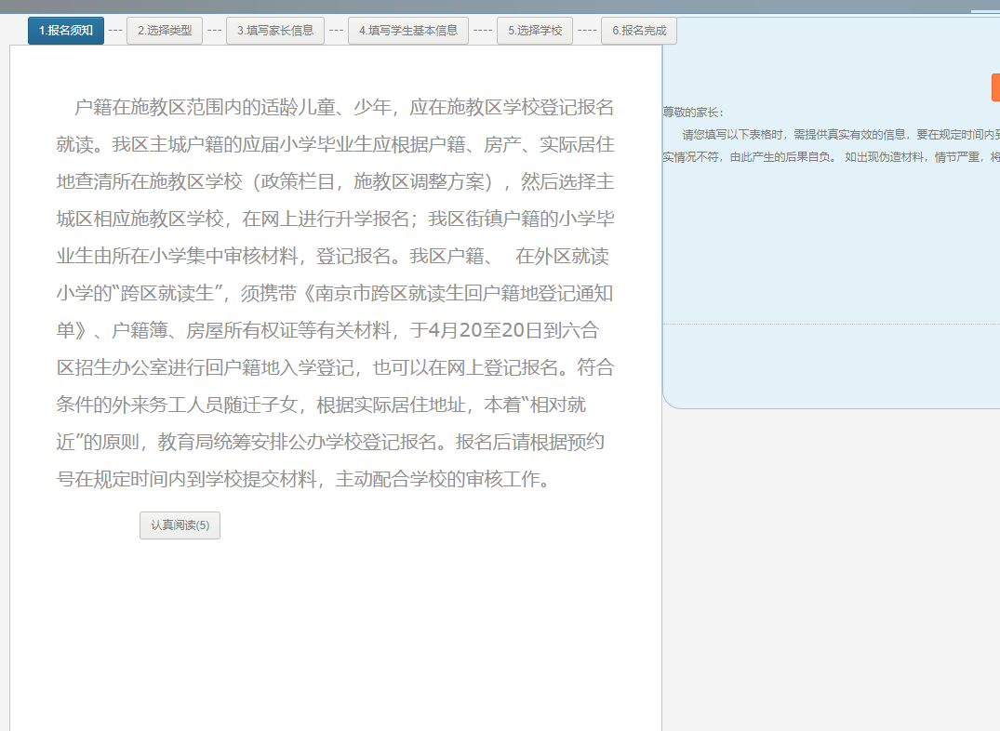 1.报名须知 --- 2.选择类型 --- 3.填写家长信息 --- 4.填写学生基本信息 ---- 5.选择学校 ---- 6.报名完成
户籍在施教区范围内的适龄儿童、少年，应在施教区学校登记报名
就读。我区主城户籍的应届小学毕业生应根据户籍、房产、实际居住
地查清所在施教区学校（政策栏目，施教区调整方案），然后选择主
城区相应施教区学校，在网上进行升学报名；我区街镇户籍的小学毕
业生由所在小学集中审核材料，登记报名。我区户籍、 在外区就读
小学的“跨区就读生”，须携带《南京市跨区就读生回户籍地登记通知
单》、户籍簿、房屋所有权证等有关材料，于4月20至20日到六合
区招生办公室进行回户籍地入学登记，也可以在网上登记报名。符合
条件的外来务工人员随迁子女，根据实际居住地址，本着“相对就
近”的原则，教育局统筹安排公办学校登记报名。报名后请根据预约
号在规定时间内到学校提交材料，主动配合学校的审核工作。
认真阅读(5)
尊敬的家长：
请您填写以下表格时，需提供真实有效的信息，要在规定时间内到
实情况不符，由此产生的后果自负。 如出现伪造材料，情节严重，将